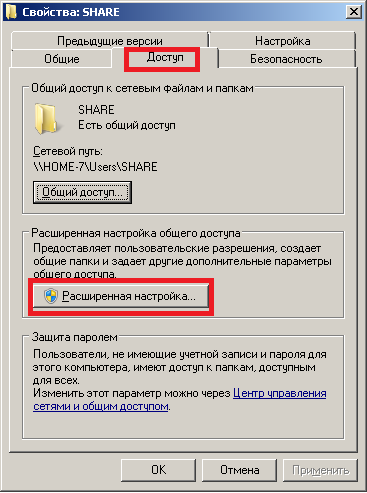 Свойства: SHARE
Предыдущие версии
Настройка
Общие
Доступ
Безопасность
Общий доступ к сетевым файлам и папкам
SHARE
Есть общий доступ
Сетевой путь:
\\HOME-7\Users\SHARE
Общий доступ...
Расширенная настройка общего доступа
Предоставляет пользовательские разрешения, создает
общие папки и задает другие дополнительные параметры
общего доступа.
Расширенная настройка...
Защита паролем
Пользователи, не имеющие учетной записи и пароля для
этого компьютера, имеют доступ к папкам, доступным
для всех.
Изменить этот параметр можно через Центр управления
сетями и общим доступом.
OK
Отмена
Применить